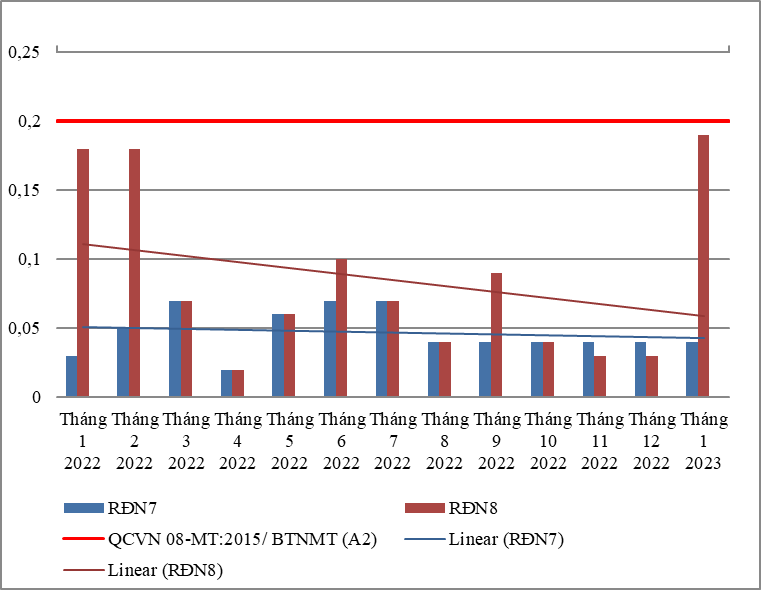 0,25
0,2
0,15
0,1
0,05
0
Tháng Tháng Tháng Tháng Tháng Tháng Tháng Tháng Tháng Tháng Tháng Tháng Tháng
1 2 3 4 5 6 7 8 9 10 11 12 1
2022 2022 2022 2022 2022 2022 2022 2022 2022 2022 2022 2022 2023
RĐN7 RĐN8
QCVN 08-MT:2015/ BTNMT (A2) Linear (RĐN7)
Linear (RĐN8)